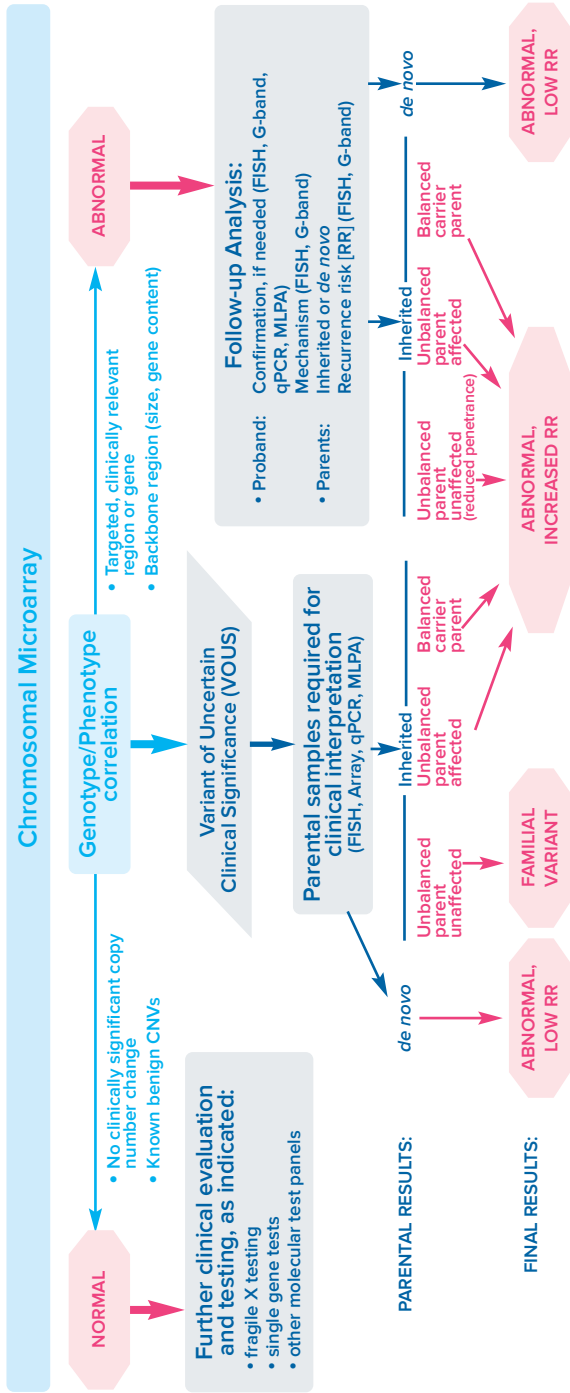 Chromosomal Microarray
NORMAL
• No clinically significant copy
number change
• Known benign CNVs
Genotype/Phenotype
correlation
• Targeted, clinically relevant
region or gene
• Backbone region (size, gene content)
ABNORMAL
Further clinical evaluation
and testing, as indicated:
• fragile X testing
• single gene tests
• other molecular test panels
Variant of Uncertain
Clinical Significance (VOUS)
Parental samples required for
clinical interpretation
(FISH, Array, qPCR, MLPA)
Follow-up Analysis:
• Proband: Confirmation, if needed (FISH, G-band,
qPCR, MLPA)
Mechanism (FISH, G-band)
• Parents: Inherited or de novo
Recurrence risk [RR] (FISH, G-band)
PARENTAL RESULTS:
de novo
Inherited
Unbalanced
parent
unaffected
Unbalanced
parent
affected
Balanced
carrier
parent
Inherited
Unbalanced
parent
unaffected
(reduced penetrance)
Unbalanced
parent
affected
Balanced
carrier
parent
de novo
FINAL RESULTS:
ABNORMAL,
LOW RR
FAMILIAL
VARIANT
ABNORMAL,
INCREASED RR
ABNORMAL,
LOW RR